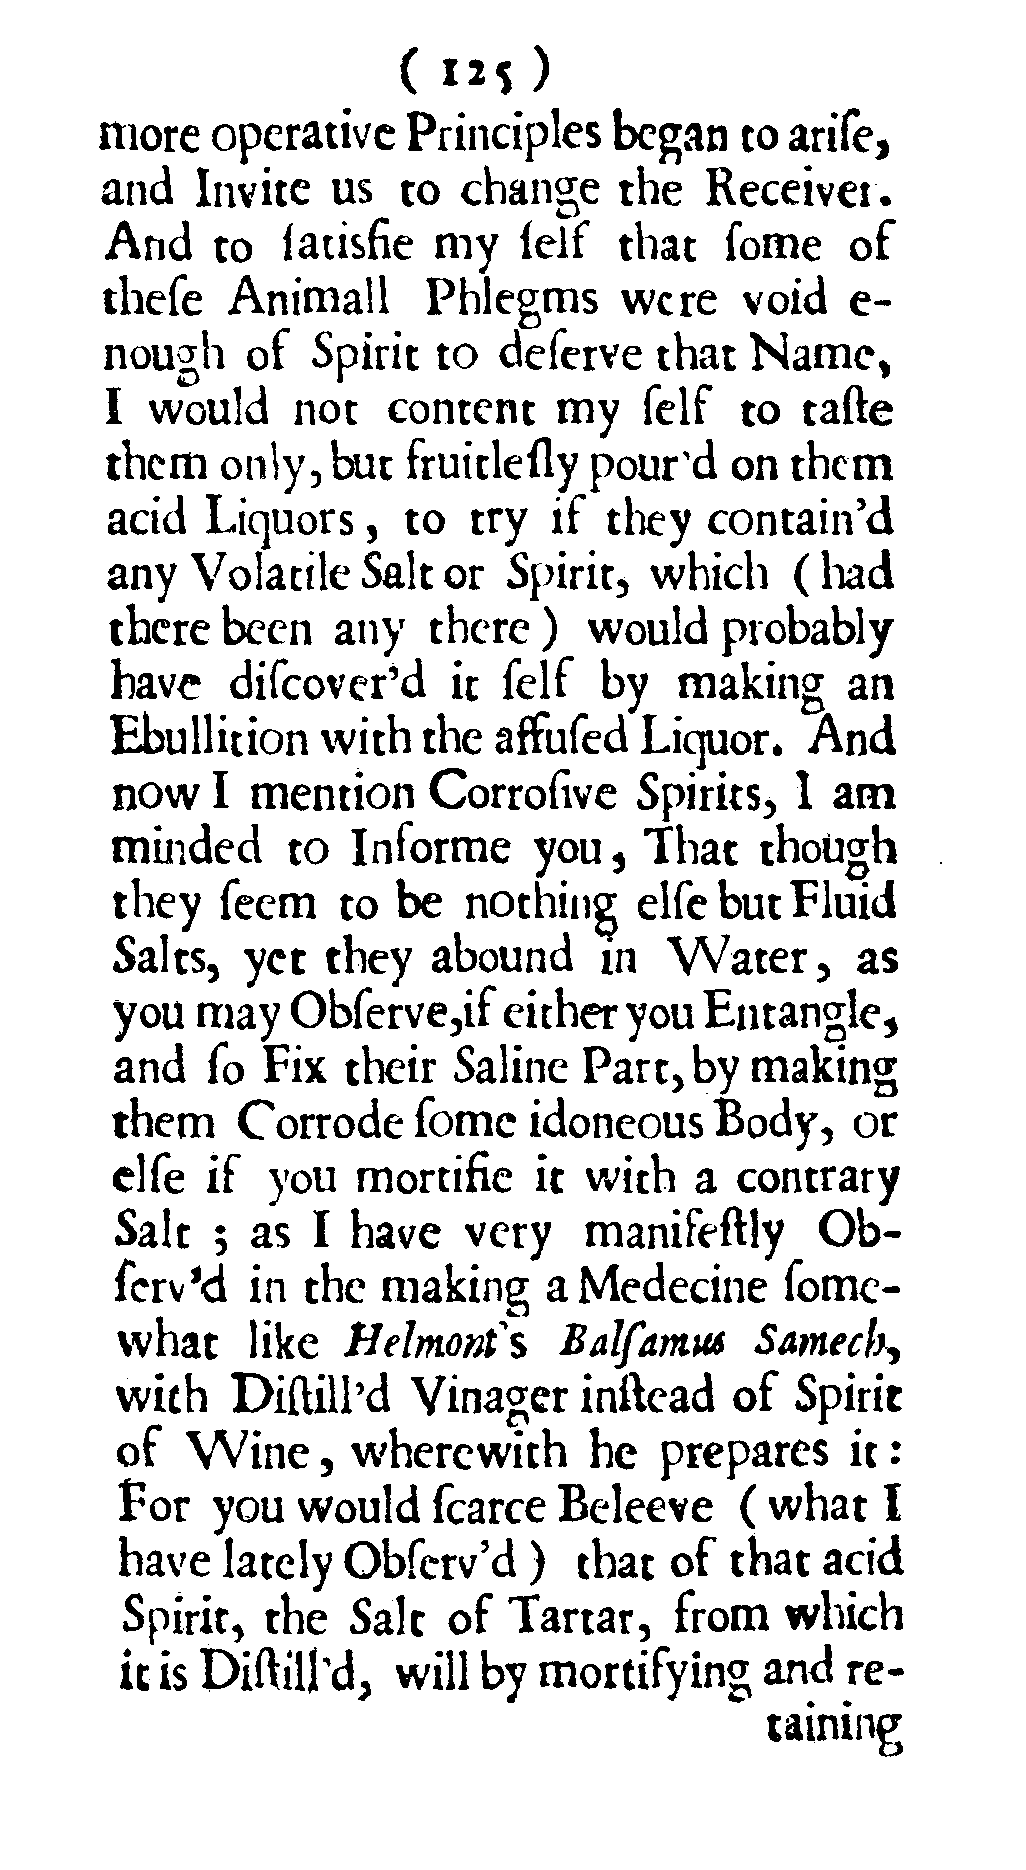 ( 125 )
more operative Principles began to ariſe,
and Invite us to change the Receiver.
And to ſatisfie my ſelf that ſome of
theſe Animall Phlegms were void e-
nough of Spirit to deſerve that Name,
I would not content my ſelf to taſte
them only, but fruitleſly pour'd on them
acid Liquors, to try if they contain'd
any Volatile Salt or Spirit, which (had
there been any there) would probably
have diſcover'd it ſelf by making an
Ebullition with the affuſed Liquor. And
now I mention Corroſive Spirits, I am
minded to Informe you, That though
they ſeem to be nothing elſe but Fluid
Salts, yet they abound in Water, as
you may Obſerve, if either you Entangle,
and ſo Fix their Saline Part, by making
them Corrode ſome idoneous Body, or
elſe if you mortifie it with a contrary
Salt; as I have very manifeſtly Ob-
ſerv'd in the making a Medecine ſome-
what like Helmont's Balſamus Samech,
with Diſtill'd Vinager inſtead of Spirit
of Wine, wherewith he prepares it:
For you would ſcarce Beleeve (what I
have lately Obſerv'd) that of that acid
Spirit, the Salt of Tartar, from which
it is Diſtill'd, will by mortifying and re-
taining